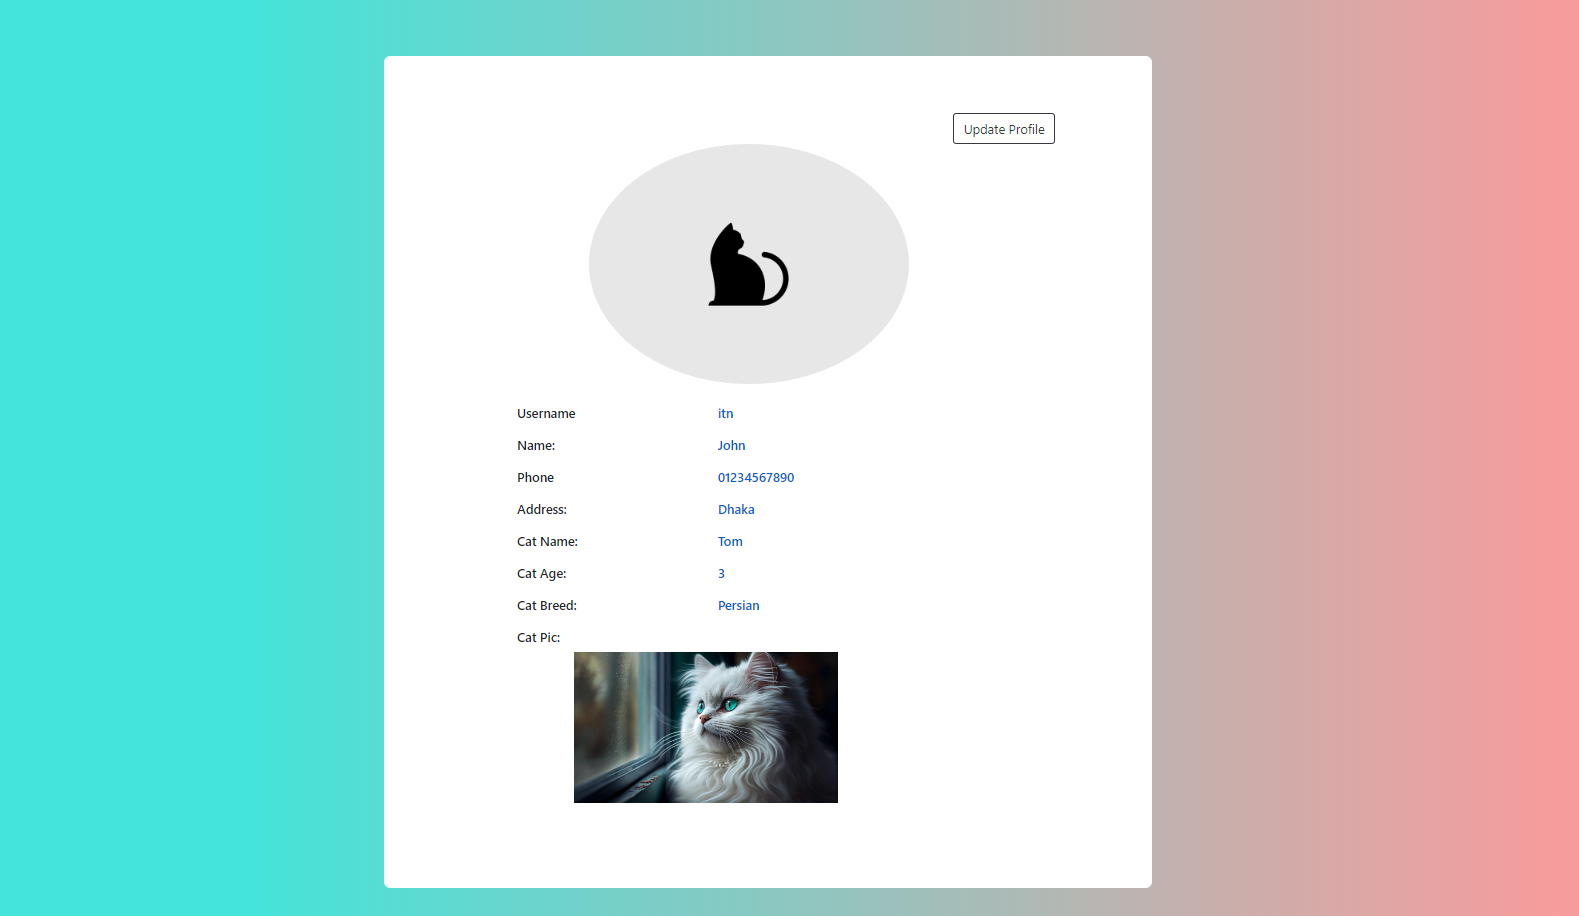 Update Profile
Username itn
Name: John
Phone 01234567890
Address: Dhaka
Cat Name: Tom
Cat Age: 3
Cat Breed: Persian
Cat Pic: